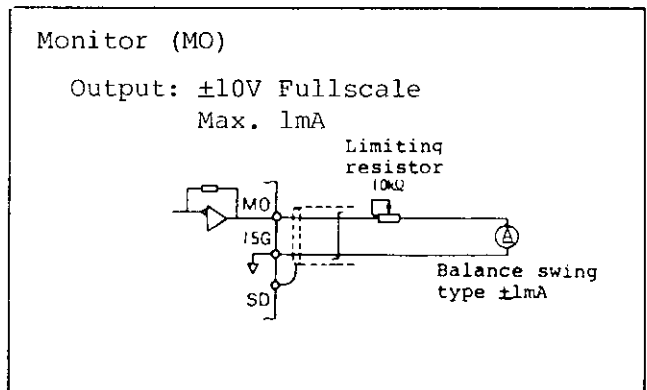 Monitor (MO)
Output: ±10V Fullscale
Max. 1mA
Limiting
resistor
10kΩ
MO
15G
SD
A
Balance swing
type ±1mA